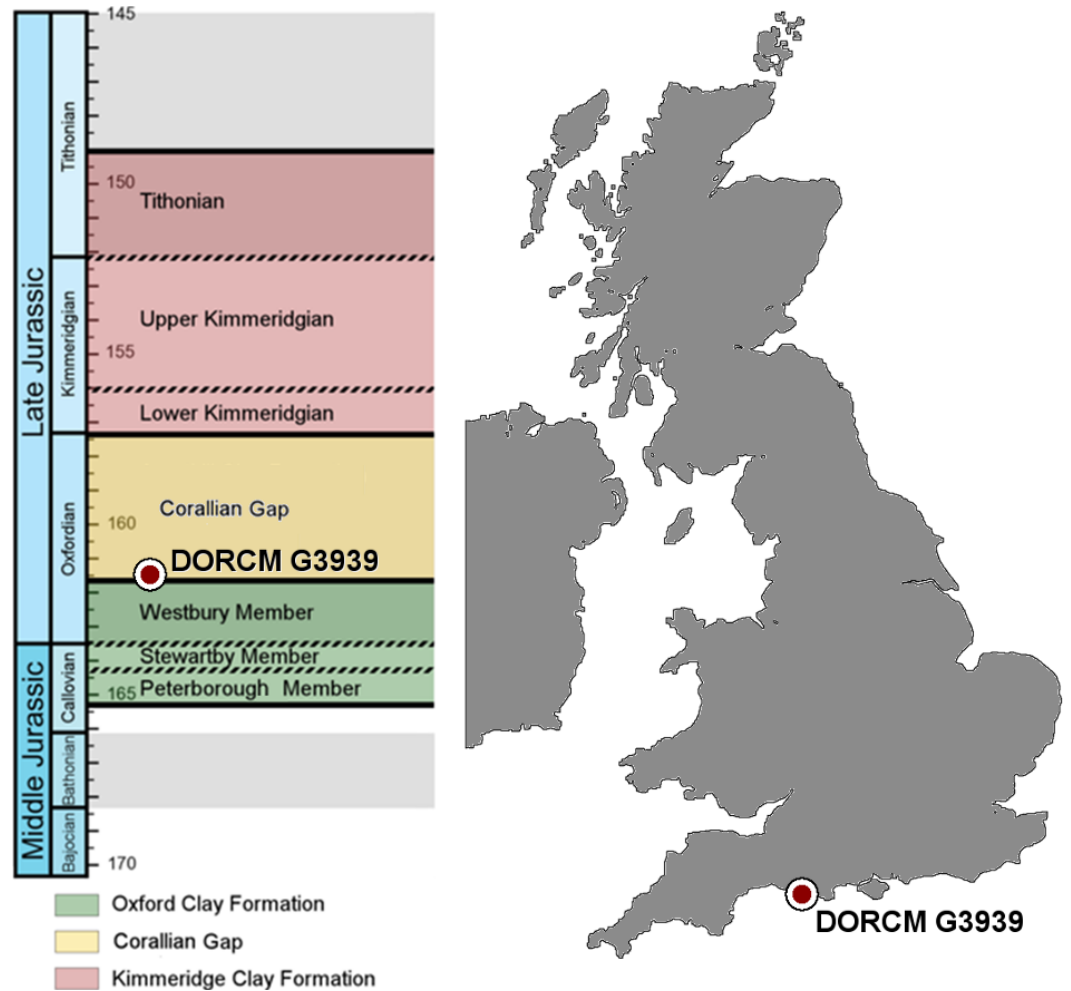 145
Tithonian
150
Tithonian
Late Jurassic
Kimmeridgian
Upper Kimmeridgian
155
Lower Kimmeridgian
Oxfordian
Corallian Gap
160
DORCM G3939
Westbury Member
Stewartby Member
Middle Jurassic
Callovian
165
Peterborough Member
Bathonian
Bajocian
170
Oxford Clay Formation
Corallian Gap
Kimmeridge Clay Formation
DORCM G3939